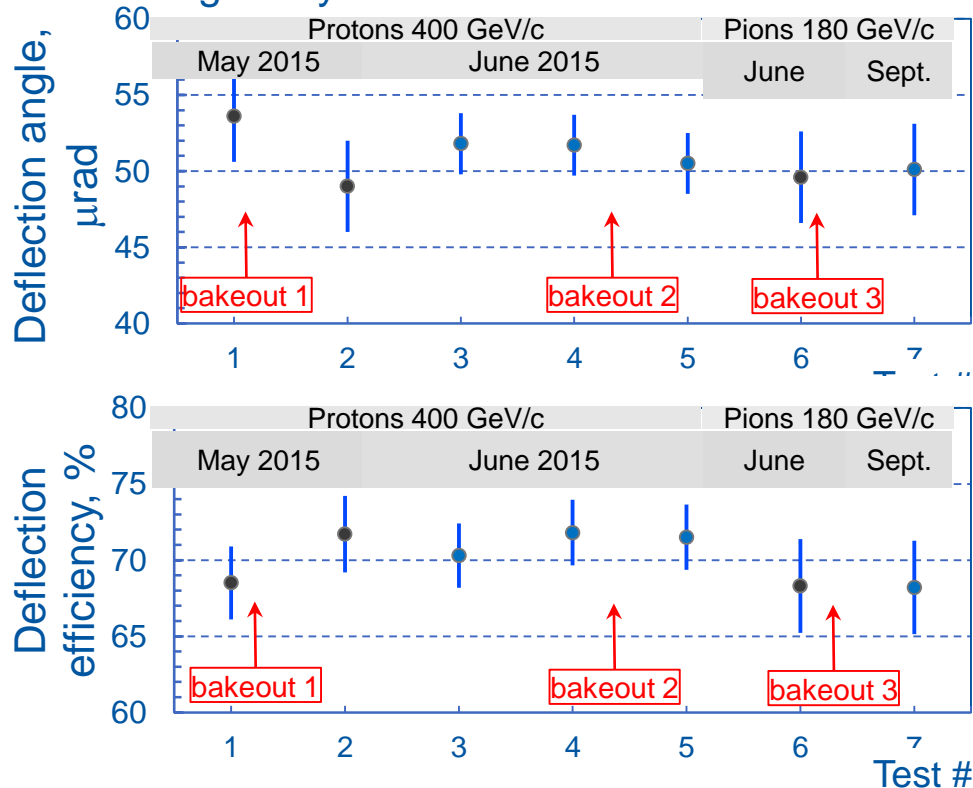 60
Protons 400 GeV/c
Pions 180 GeV/c
May 2015
June 2015
June
Sept.
55
50
45
40
Deflection angle,
μrad
bakeout 1
bakeout 2
bakeout 3
1
2
3
4
5
6
7
80
Protons 400 GeV/c
Pions 180 GeV/c
May 2015
June 2015
June
Sept.
75
70
65
60
Deflection
efficiency, %
bakeout 1
bakeout 2
bakeout 3
1
2
3
4
5
6
7
Test #